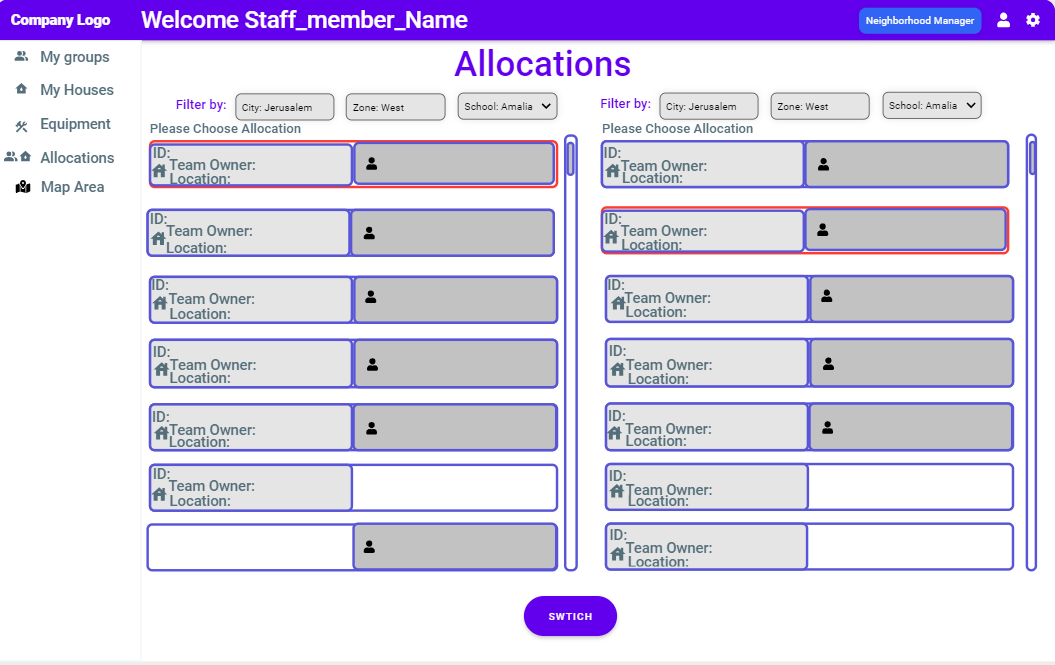 Company Logo
Welcome Staff_member_Name
Neighborhood Manager
My groups
My Houses
Equipment
Allocations
Map Area
Allocations
Filter by:
City: Jerusalem
Zone: West
School: Amalia
Please Choose Allocation
ID:
Team Owner:
Location:
ID:
Team Owner:
Location:
ID:
Team Owner:
Location:
ID:
Team Owner:
Location:
ID:
Team Owner:
Location:
ID:
Team Owner:
Location:
Filter by:
City: Jerusalem
Zone: West
School: Amalia
Please Choose Allocation
ID:
Team Owner:
Location:
ID:
Team Owner:
Location:
ID:
Team Owner:
Location:
ID:
Team Owner:
Location:
ID:
Team Owner:
Location:
ID:
Team Owner:
Location:
ID:
Team Owner:
Location:
SWTICH